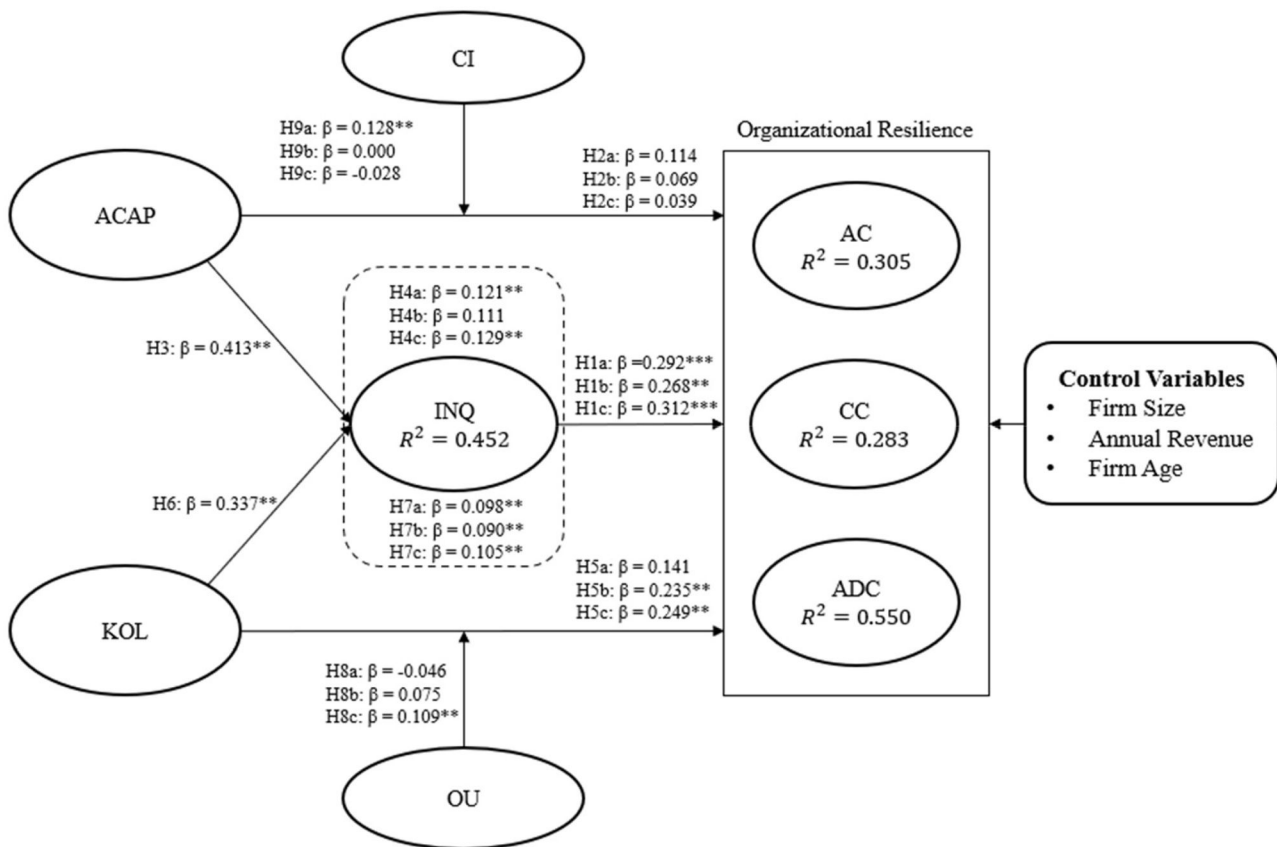 CI
H9a: β = 0.128**
H9b: β = 0.000
H9c: β = -0.028
Organizational Resilience
H2a: β = 0.114
H2b: β = 0.069
H2c: β = 0.039
ACAP
AC
R² = 0.305
H4a: β = 0.121**
H4b: β = 0.111
H4c: β = 0.129**
H3: β = 0.413**
H1a: β =0.292***
H1b: β = 0.268**
H1c: β = 0.312***
INQ
R² = 0.452
CC
R² = 0.283
Control Variables
• Firm Size
• Annual Revenue
• Firm Age
H6: β = 0.337**
H7a: β = 0.098**
H7b: β = 0.090**
H7c: β = 0.105**
H5a: β = 0.141
H5b: β = 0.235**
H5c: β = 0.249**
ADC
R² = 0.550
KOL
H8a: β = -0.046
H8b: β = 0.075
H8c: β = 0.109**
OU